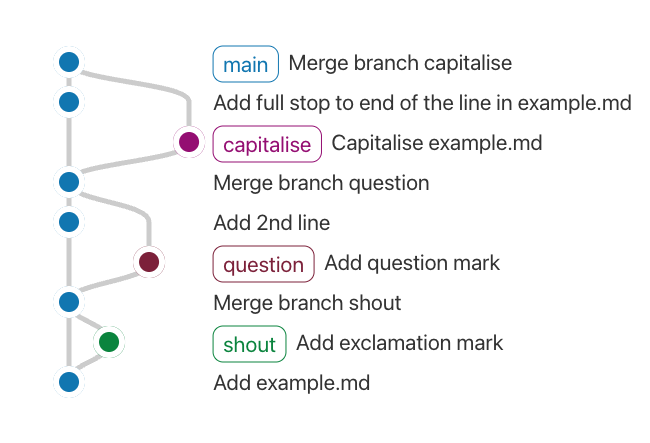 main Merge branch capitalise
Add full stop to end of the line in example.md
capitalise Capitalise example.md
Merge branch question
Add 2nd line
question Add question mark
Merge branch shout
shout Add exclamation mark
Add example.md